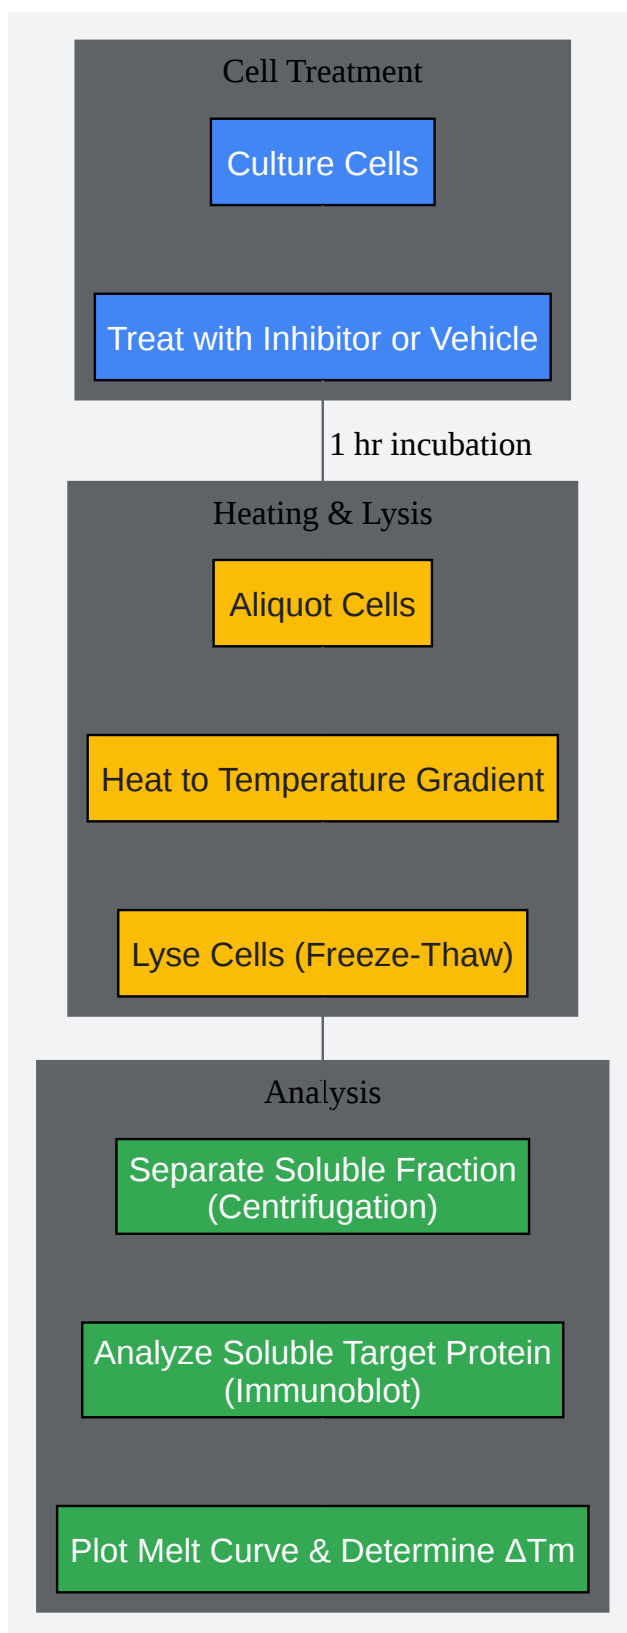 Cell Treatment
Culture Cells
Treat with Inhibitor or Vehicle
1 hr incubation
Heating & Lysis
Aliquot Cells
Heat to Temperature Gradient
Lyse Cells (Freeze-Thaw)
Analysis
Separate Soluble Fraction
(Centrifugation)
Analyze Soluble Target Protein
(Immunoblot)
Plot Melt Curve & Determine ΔTm